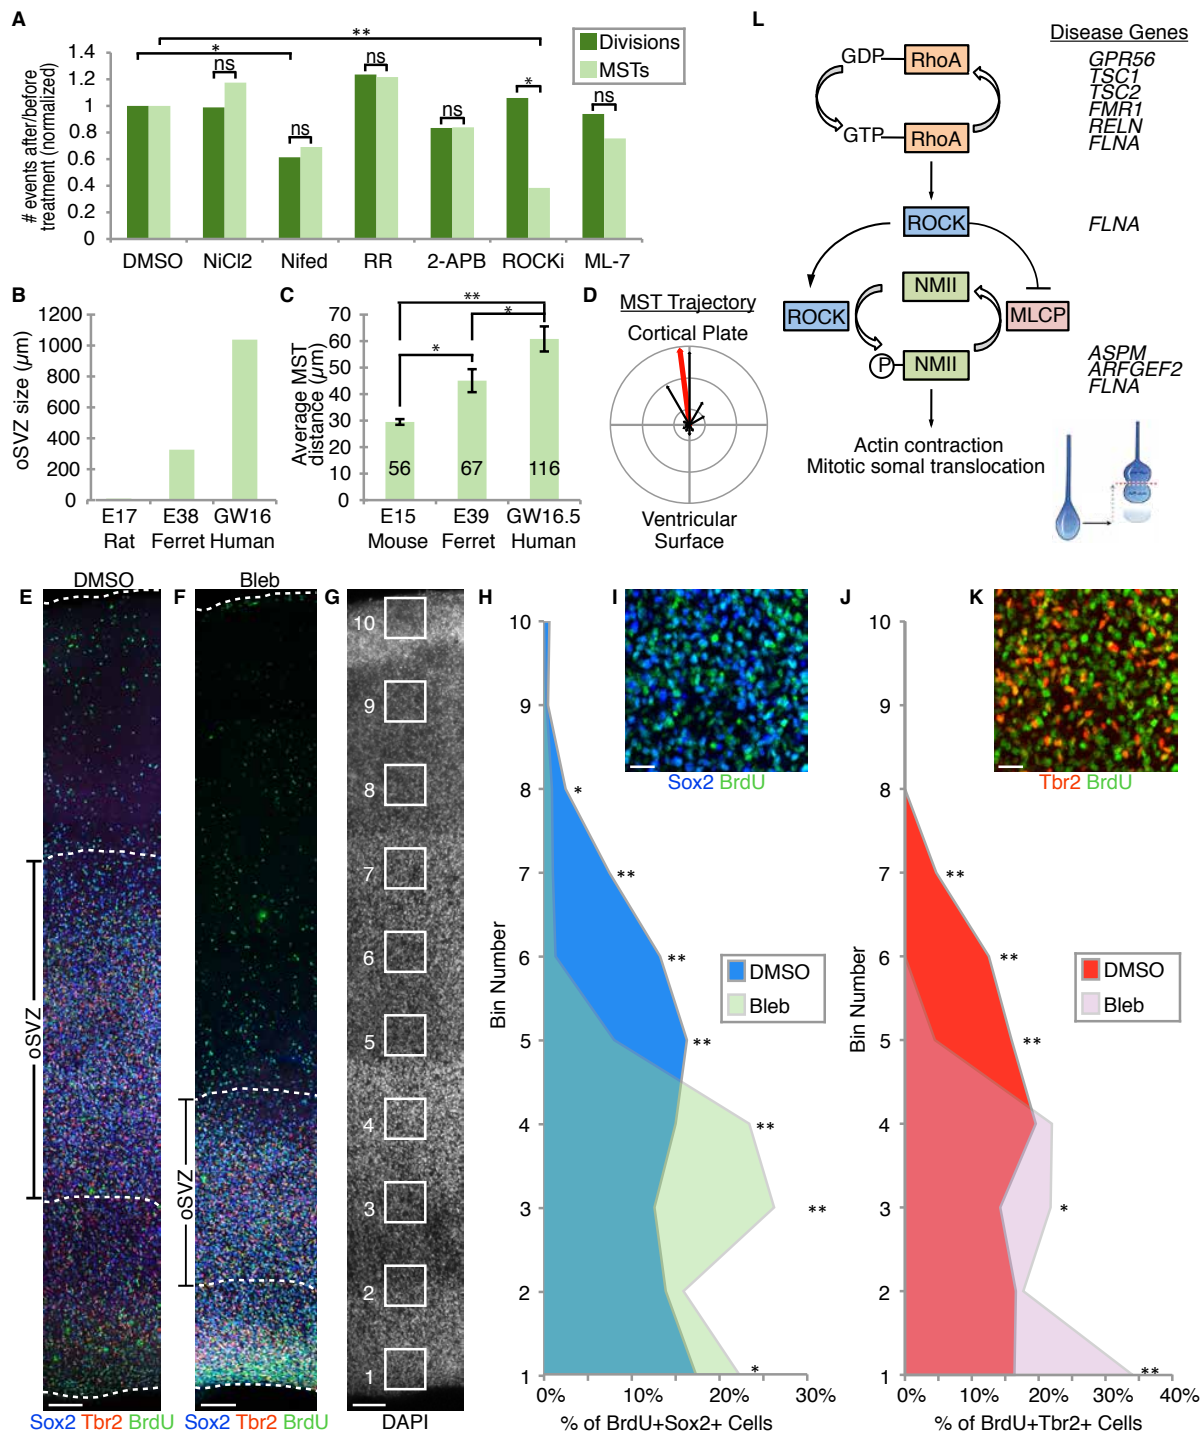 A
# events after/before
treatment (normalized)
1.4
1.2
1
0.8
0.6
0.4
0.2
0
**
*
ns
ns
ns
ns
*
ns
Divisions
MSTs
DMSO NiCl2 Nifed RR 2-APB ROCKi ML-7
B
oSVZ size (µm)
1200
1000
800
600
400
200
0
E17 E38 GW16
Rat Ferret Human
C
Average MST
distance (µm)
70
60
50
40
30
20
10
0
**
*
*
56 67 116
E15 E39 GW16.5
Mouse Ferret Human
D
MST Trajectory
Cortical Plate
Ventricular
Surface
L
GDP RhoA
GTP RhoA
ROCK
NMII
ROCK MLCP
P NMII
Actin contraction
Mitotic somal translocation
Disease Genes
GPR56
TSC1
TSC2
FMR1
RELN
FLNA
FLNA
ASPM
ARFGEF2
FLNA
E
DMSO
oSVZ
Sox2 Tbr2 BrdU
F
Bleb
oSVZ
Sox2 Tbr2 BrdU
G
10
9
8
7
6
5
4
3
2
1
DAPI
H
Bin Number
10
9
8
7
6
5
4
3
2
1
*
**
**
**
**
**
*
DMSO
Bleb
0% 10% 20% 30%
% of BrdU+Sox2+ Cells
I
Sox2 BrdU
J
Bin Number
10
9
8
7
6
5
4
3
2
1
**
**
**
*
**
DMSO
Bleb
0% 10% 20% 30% 40%
% of BrdU+Tbr2+ Cells
K
Tbr2 BrdU